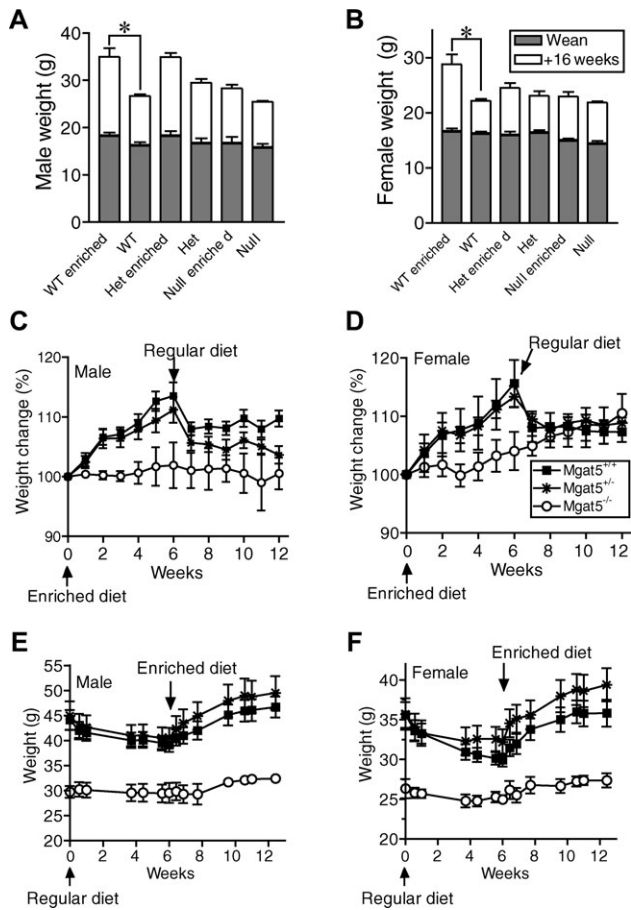 A
Male weight (g)
40
30
20
10
0
*
WT enriched
WT
Het enriched
Het
Null enriche d
Null
B
Female weight (g)
40
30
20
10
0
*
Wean
+16 weeks
WT enriched
WT
Het enriche d
Het
Null enriched
Null
C
Male
Regular diet
Weight change (%)
120
110
100
90
0 2 4 6 8 10 12
Weeks
Enriched diet
D
Female
Regular diet
Weight change (%)
120
110
100
90
Mgat5+/+
Mgat5+/-
Mgat5-/-
0 2 4 6 8 10 12
Weeks
Enriched diet
E
Male
Enriched diet
Weight (g)
55
50
45
40
35
30
25
20
0 2 4 6 8 10 12
Weeks
Regular diet
F
Female
Enriched diet
Weight (g)
40
35
30
25
20
0 2 4 6 8 10 12
Weeks
Regular diet